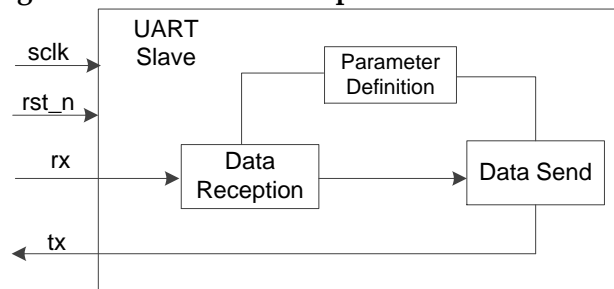 UART
Slave
sclk
Parameter
Definition
rst_n
rx
Data
Reception
Data Send
tx